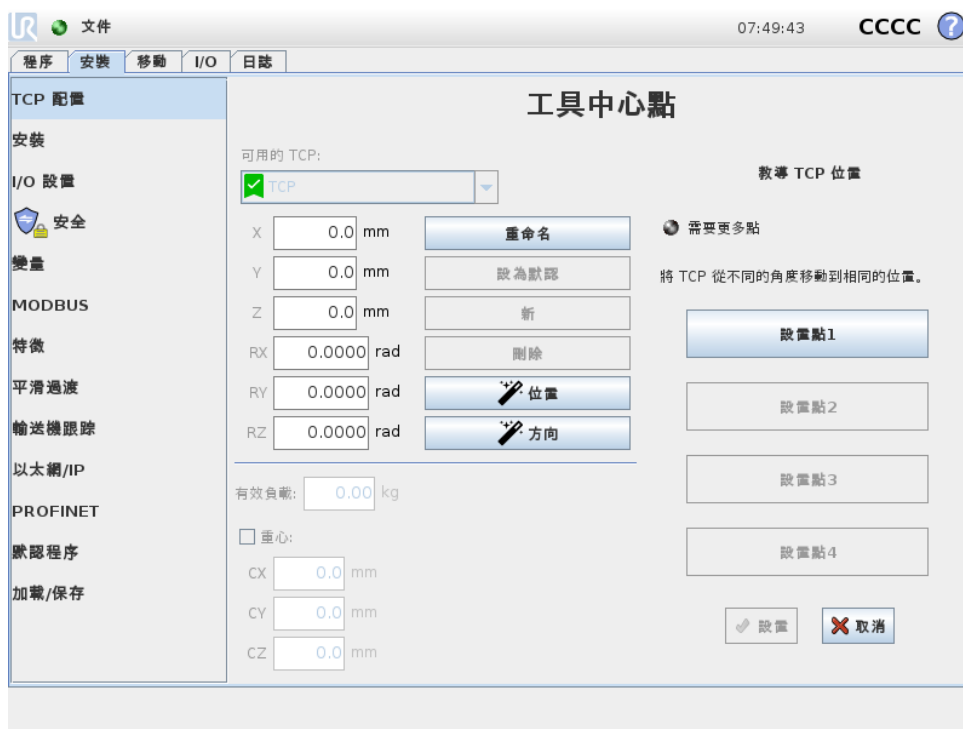 UR 文件 07:49:43 CCCC ?
程序 安裝 移動 I/O 日誌
TCP 配置
安裝
I/O 設置
安全
變量
MODBUS
特徵
平滑過渡
輸送機跟踪
以太網/IP
PROFINET
默認程序
加載/保存
工具中心點
可用的 TCP:
TCP
X 0.0 mm 重命名
Y 0.0 mm 設為默認
Z 0.0 mm 新
RX 0.0000 rad 刪除
RY 0.0000 rad 位置
RZ 0.0000 rad 方向
有效負載: 0.00 kg
重心:
CX 0.0 mm
CY 0.0 mm
CZ 0.0 mm
教導 TCP 位置
需要更多點
將 TCP 從不同的角度移動到相同的位置。
設置點1
設置點2
設置點3
設置點4
設置 取消